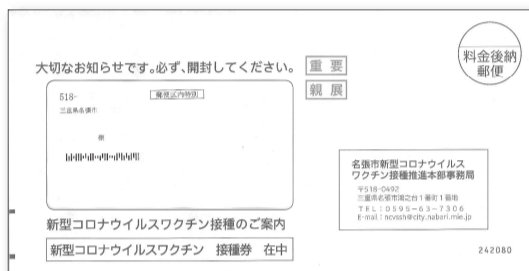 大切なお知らせです。必ず、開封してください。
重要
親展
料金後納
郵便
518-
郵便区内特別
三重県名張市
様
名張市新型コロナウイルス
ワクチン接種推進本部事務局
〒518-0492
三重県名張市鴻之台1番町1番地
TEL:0595-63-7306
E-mail:ncvssh@city.nabari.mie.jp
新型コロナウイルスワクチン接種のご案内
新型コロナウイルスワクチン 接種券 在中
242080